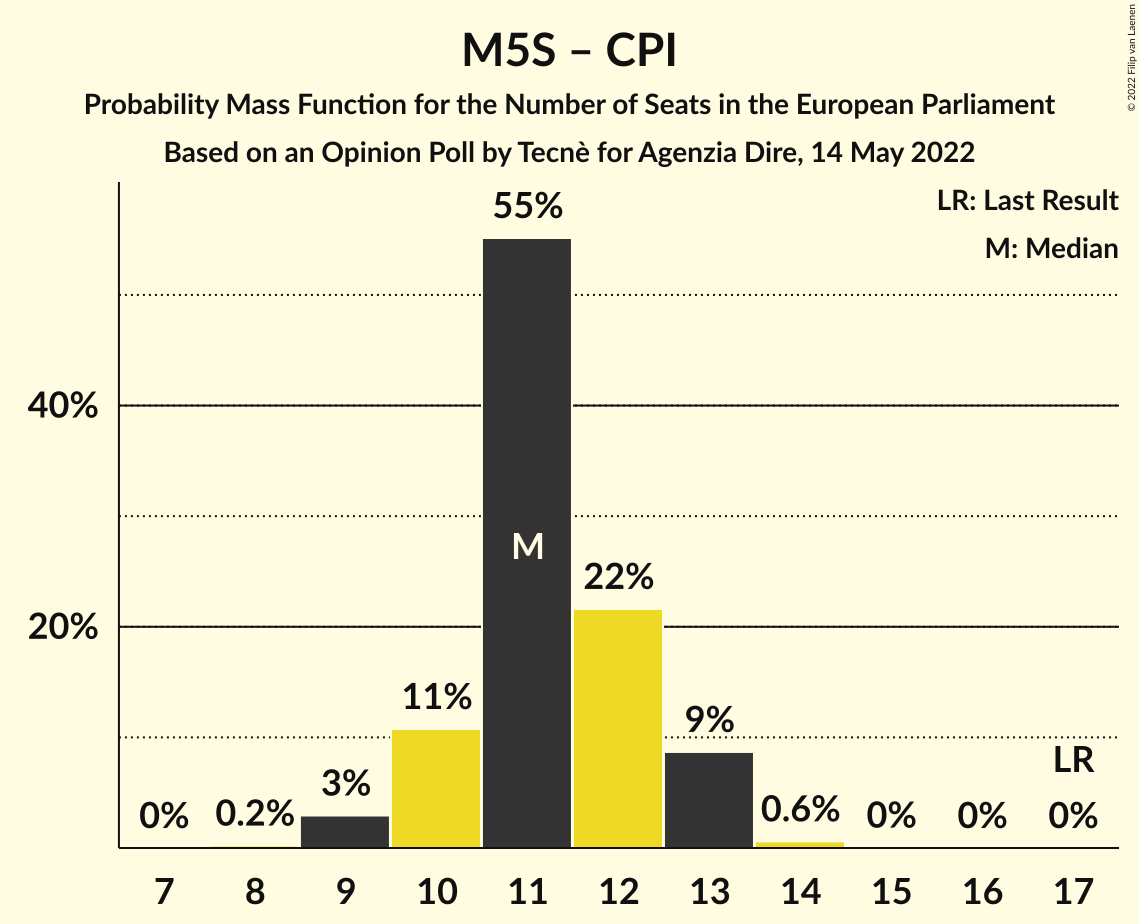 M5S – CPI
Probability Mass Function for the Number of Seats in the European Parliament
Based on an Opinion Poll by Tecnè for Agenzia Dire, 14 May 2022
© 2022 Filip van Laenen
LR: Last Result
M: Median
55%
40%
M
22%
20%
11%
9%
3%
LR
0%
0.2%
0.6%
0%
0%
0%
7 8 9 10 11 12 13 14 15 16 17